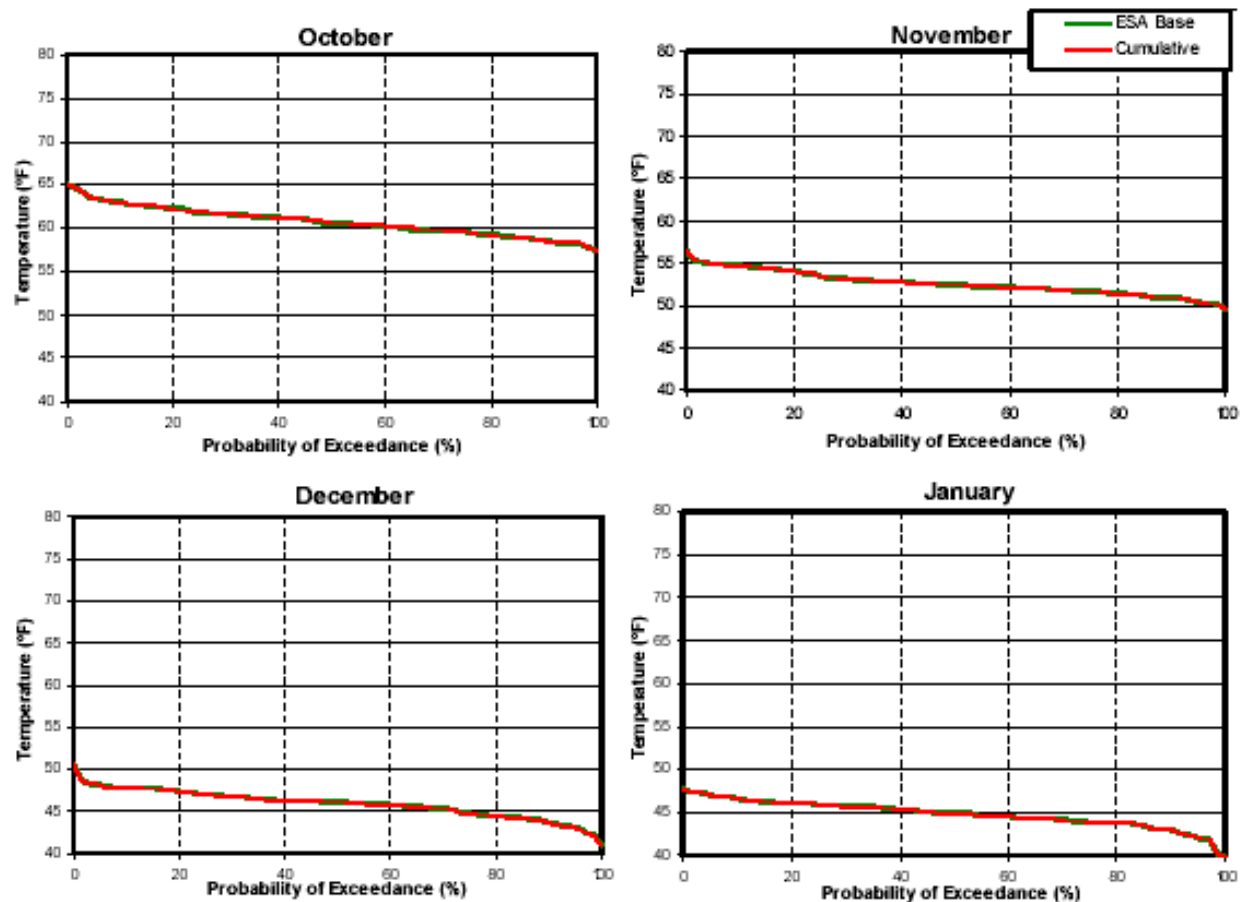 October
80
75
70
65
60
55
50
45
40
0 20 40 60 80 100
Temperature (°F)
Probability of Exceedance (%)
November
ESA Base
Cumulative
80
75
70
65
60
55
50
45
40
0 20 40 60 80 100
Temperature (°F)
Probability of Exceedance (%)
December
80
75
70
65
60
55
50
45
40
0 20 40 60 80 100
Temperature (°F)
Probability of Exceedance (%)
January
80
75
70
65
60
55
50
45
40
0 20 40 60 80 100
Temperature (°F)
Probability of Exceedance (%)